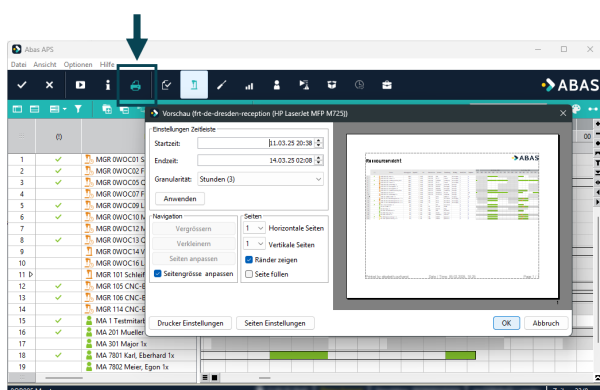 Abas APS
Datei Ansicht Optionen Hilfe
ABAS
Vorschau (frt-de-dresden-reception (HP LaserJet MFP M725))
Einstellungen Zeitleiste
Startzeit: 11.03.25 20:38
Endzeit: 14.03.25 02:08
Granularität: Stunden (3)
Anwenden
Navigation
Vergrössern
Verkleinern
Seiten anpassen
Seitengrösse anpassen
Seiten
1 Horizontale Seiten
1 Vertikale Seiten
Ränder zeigen
Seite füllen
Ressourcenansicht
ABAS
Page 1 /
Drucker Einstellungen
Seiten Einstellungen
OK
Abbruch
00
(!)
1 MGR 0WOC01 S
2 MGR 0WOC02 F
3 MGR 0WOC05 C
4 MGR 0WOC07 F
5 MGR 0WOC09 L
6 MGR 0WOC10 N
7 MGR 0WOC12 M
8 MGR 0WOC13 C
9 MGR 0WOC14 V
10 MGR 0WOC16 L
11 MGR 101 Schleif
12 MGR 105 CNC-B
13 MGR 106 CNC-B
14 MGR 114 CNC-B
15 MA 1 Testmitarl
16 MA 201 Mueller
17 MA 301 Major 1x
18 MA 7801 Karl, Eberhard 1x
19 MA 7802 Meier, Egon 1x